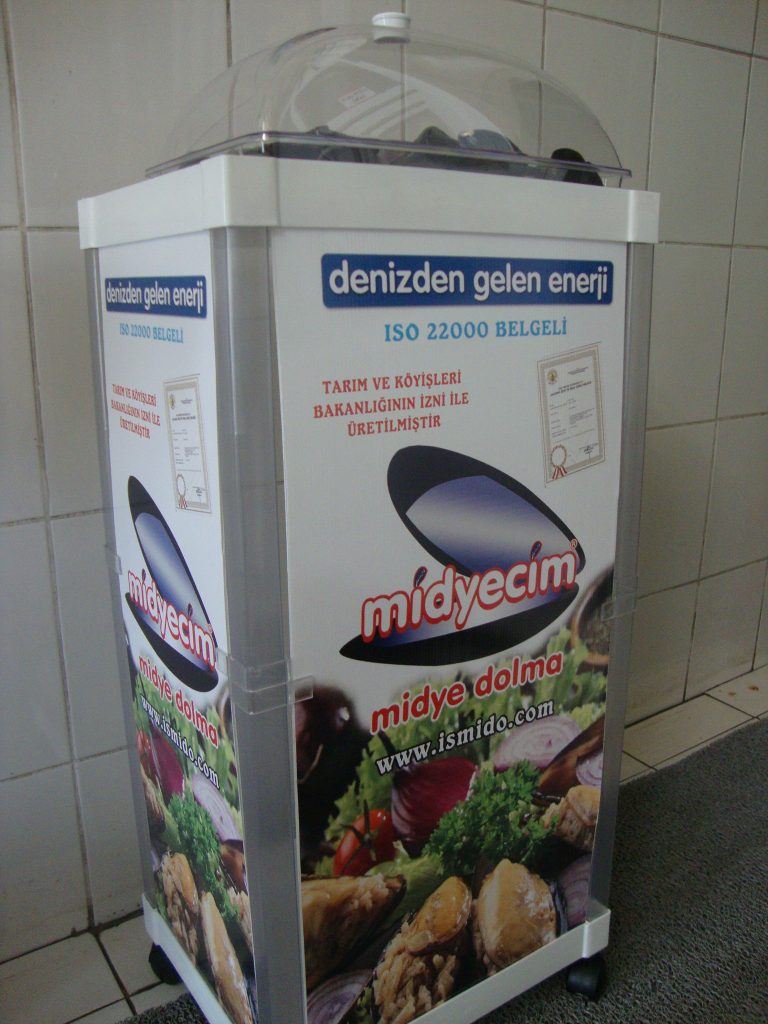 denizden gelen enerji
ISO 22000 BELGELİ
TARIM VE KÖYİŞLERİ
BAKANLIĞININ İZNİ İLE
ÜRETİLMİŞTİR
midyecim®
midye dolma
www.ismido.com
denizden gelen enerji
ISO 22000 BELGELİ
TARIM VE KÖYİŞLERİ
BAKANLIĞININ İZNİ İLE
ÜRETİLMİŞTİR
midyecim
midye dolma
www.ismido.com